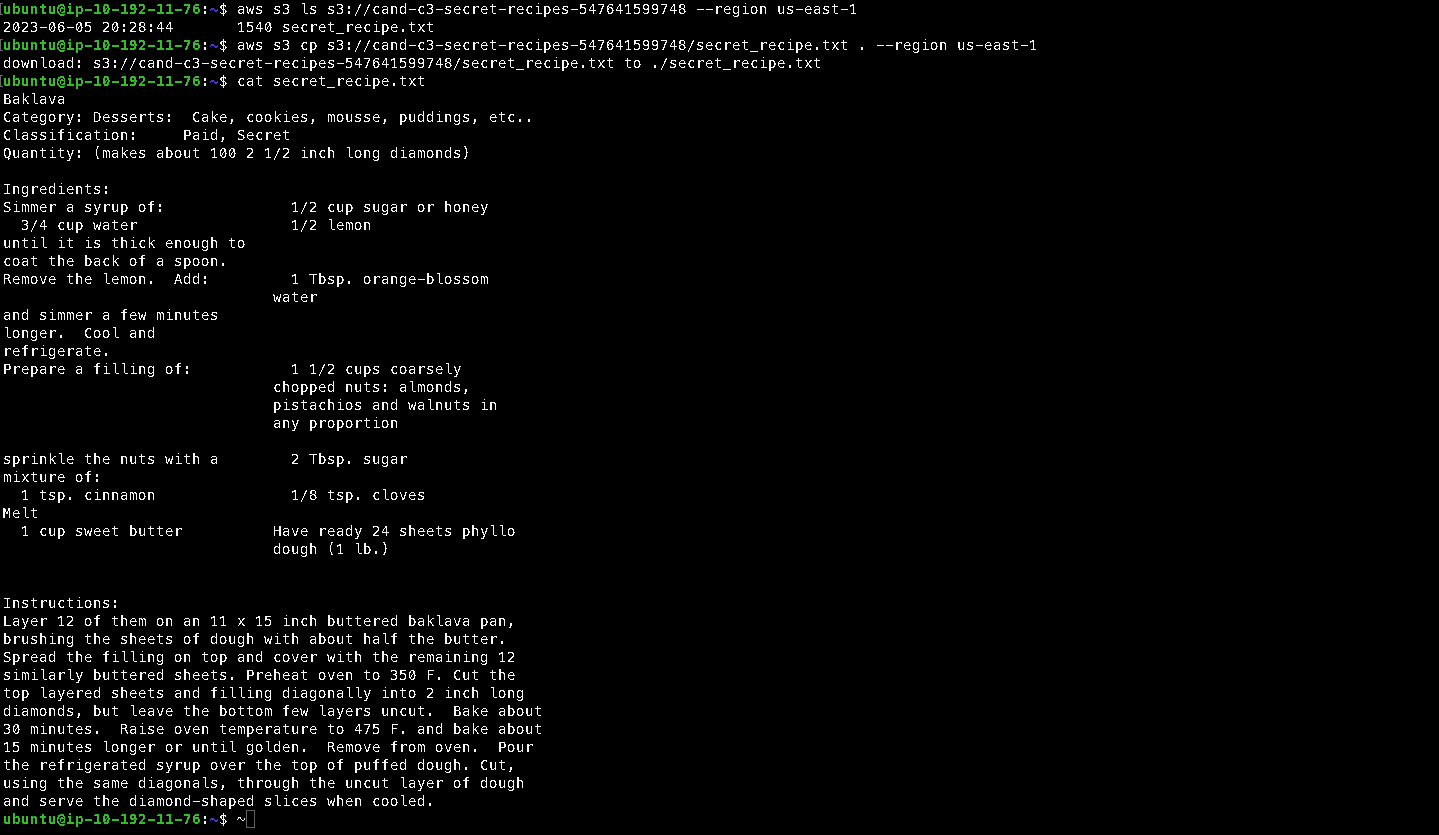 ubuntu@ip-10-192-11-76:~$ aws s3 ls s3://cand-c3-secret-recipes-547641599748 --region us-east-1
2023-06-05 20:28:44       1540 secret_recipe.txt
ubuntu@ip-10-192-11-76:~$ aws s3 cp s3://cand-c3-secret-recipes-547641599748/secret_recipe.txt . --region us-east-1
download: s3://cand-c3-secret-recipes-547641599748/secret_recipe.txt to ./secret_recipe.txt
ubuntu@ip-10-192-11-76:~$ cat secret_recipe.txt
Baklava
Category: Desserts:  Cake, cookies, mousse, puddings, etc..
Classification:     Paid, Secret
Quantity: (makes about 100 2 1/2 inch long diamonds)

Ingredients:
Simmer a syrup of:              1/2 cup sugar or honey
  3/4 cup water                 1/2 lemon
until it is thick enough to
coat the back of a spoon.
Remove the lemon.  Add:         1 Tbsp. orange-blossom
                              water
and simmer a few minutes
longer.  Cool and
refrigerate.
Prepare a filling of:           1 1/2 cups coarsely
                              chopped nuts: almonds,
                              pistachios and walnuts in
                              any proportion

sprinkle the nuts with a        2 Tbsp. sugar
mixture of:
  1 tsp. cinnamon               1/8 tsp. cloves
Melt
  1 cup sweet butter          Have ready 24 sheets phyllo
                              dough (1 lb.)


Instructions:
Layer 12 of them on an 11 x 15 inch buttered baklava pan,
brushing the sheets of dough with about half the butter.
Spread the filling on top and cover with the remaining 12
similarly buttered sheets. Preheat oven to 350 F. Cut the
top layered sheets and filling diagonally into 2 inch long
diamonds, but leave the bottom few layers uncut.  Bake about
30 minutes.  Raise oven temperature to 475 F. and bake about
15 minutes longer or until golden.  Remove from oven.  Pour
the refrigerated syrup over the top of puffed dough. Cut,
using the same diagonals, through the uncut layer of dough
and serve the diamond-shaped slices when cooled.
ubuntu@ip-10-192-11-76:~$ ~